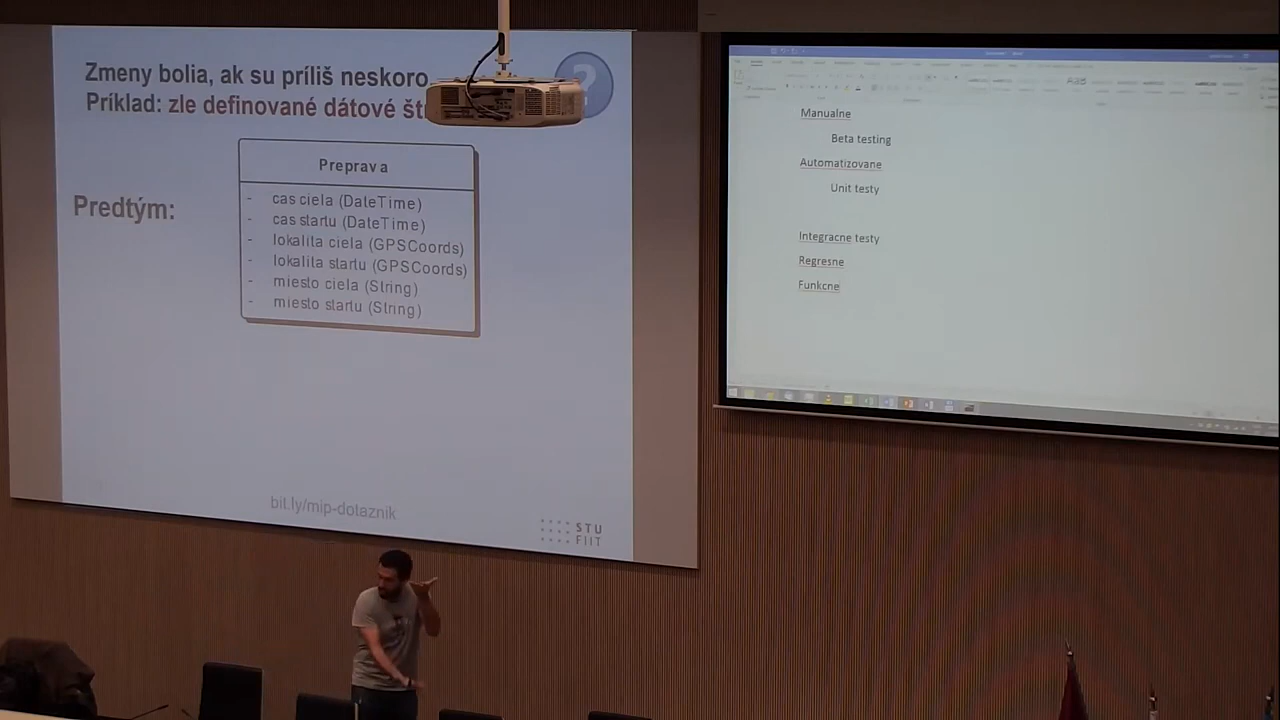 Zmeny bolia, ak su príliš neskoro
Príklad: zle definované dátové
Preprava
Predtým:
- cas ciela (DateTime)
- cas startu (DateTime)
- lokalita ciela (GPSCoords)
- lokalita startu (GPSCoords)
- miesto ciela (String)
- miesto startu (String)
bit.ly/mip-dotaznik
STU
FIIT
?
Manualne
Beta testing
Automatizovane
Unit testy
Integracne testy
Regresne
Funkcne